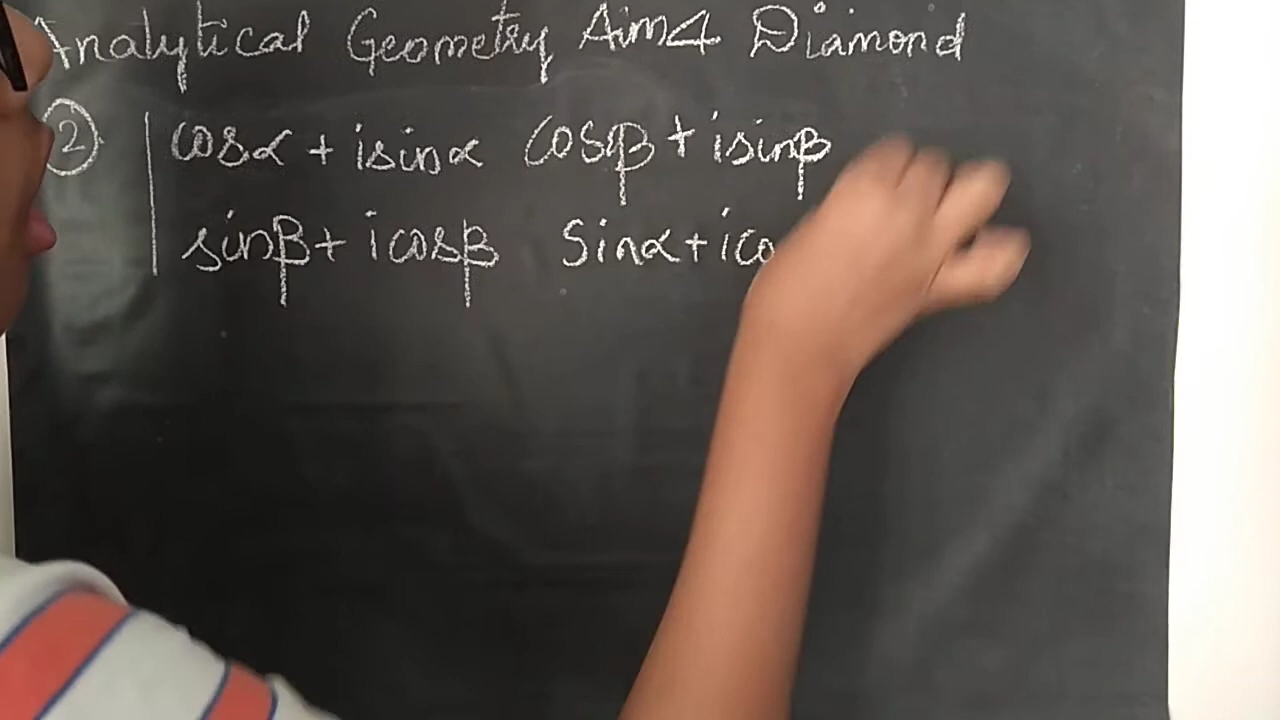 Analytical Geometry Aim4 Diamond
② | cosα + isinα cosβ + isinβ
| sinβ + icosβ Sinα + ico